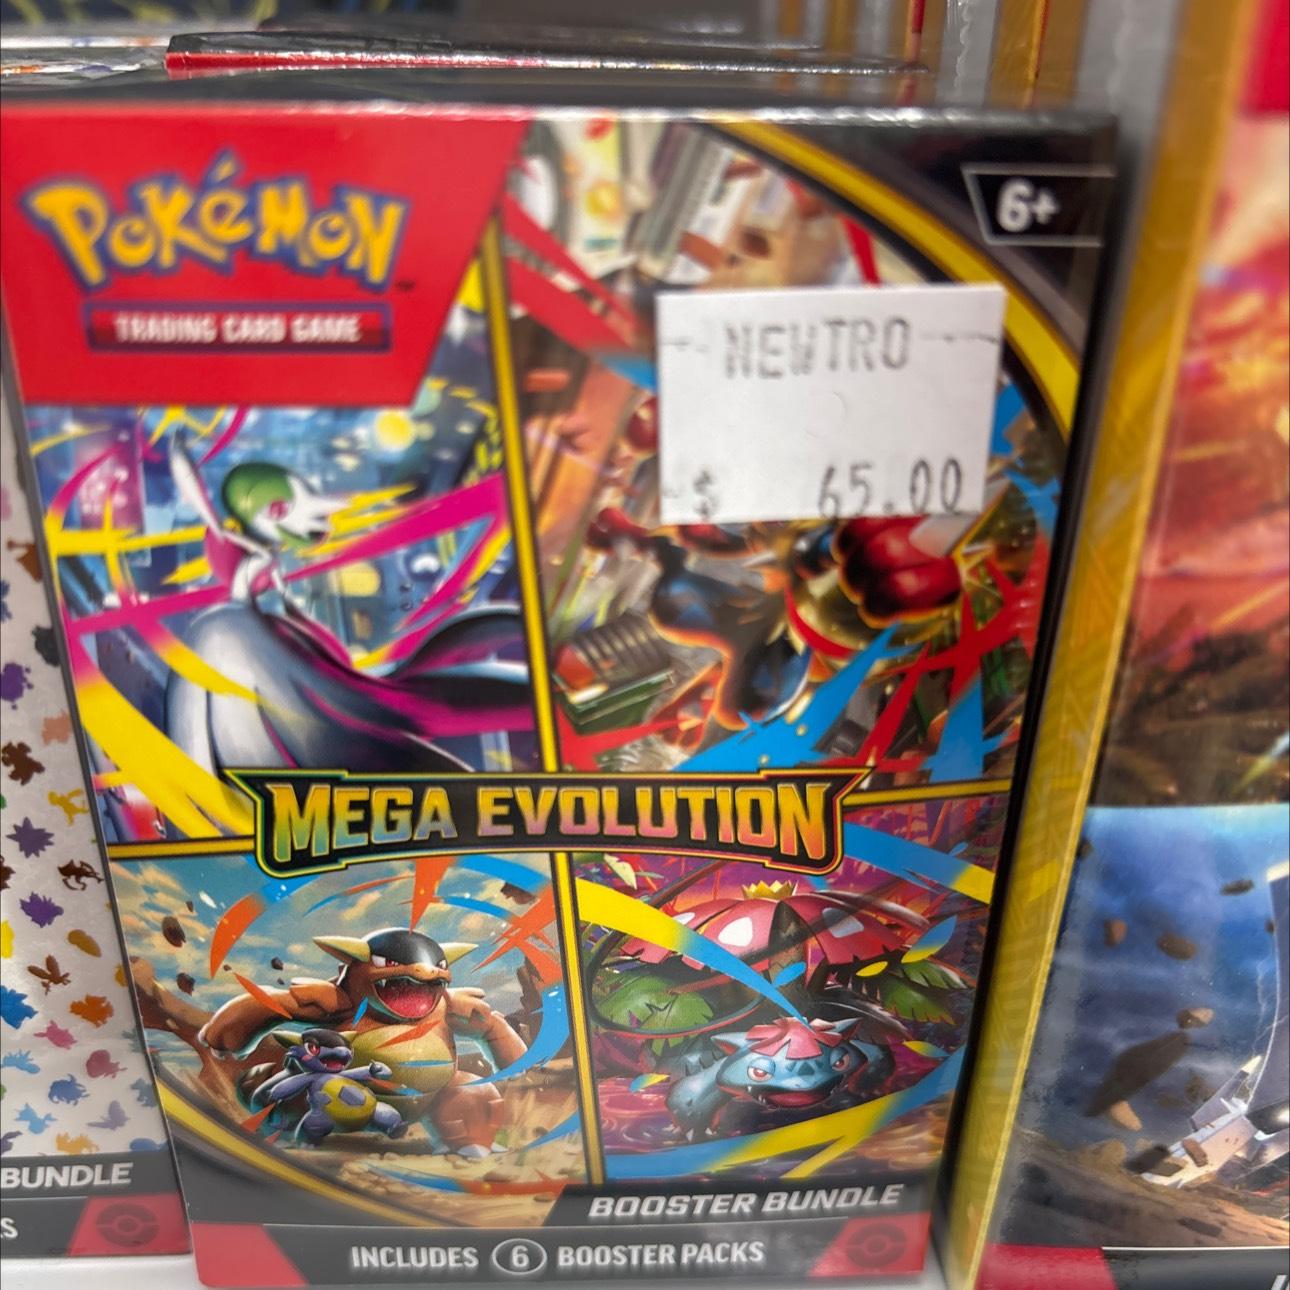 POKéMON
TRADING CARD GAME
6+
NEWTRO
$ 65.00
MEGA EVOLUTION
BOOSTER BUNDLE
INCLUDES 6 BOOSTER PACKS
BUNDLE